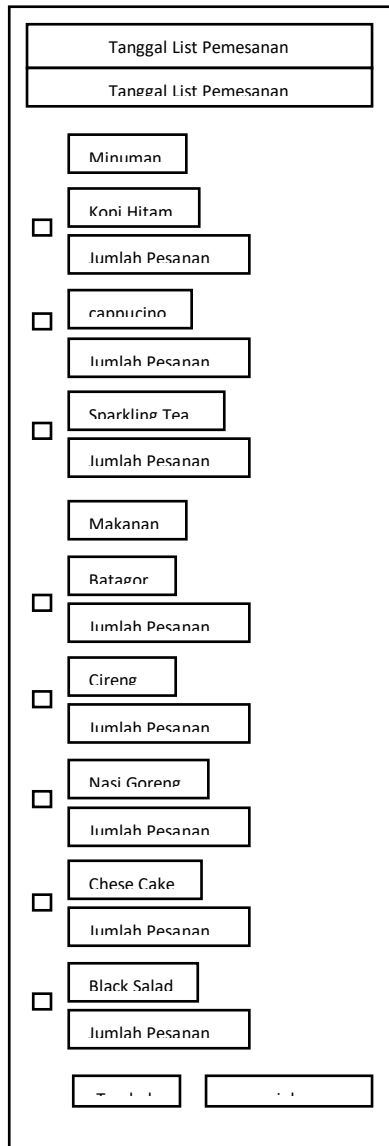 Tanggal List Pemesanan
Tanggal List Pemesanan
Minuman
Kopi Hitam
Jumlah Pesanan
cappucino
Jumlah Pesanan
Sparkling Tea
Jumlah Pesanan
Makanan
Batagor
Jumlah Pesanan
Cireng
Jumlah Pesanan
Nasi Goreng
Jumlah Pesanan
Chese Cake
Jumlah Pesanan
Black Salad
Jumlah Pesanan